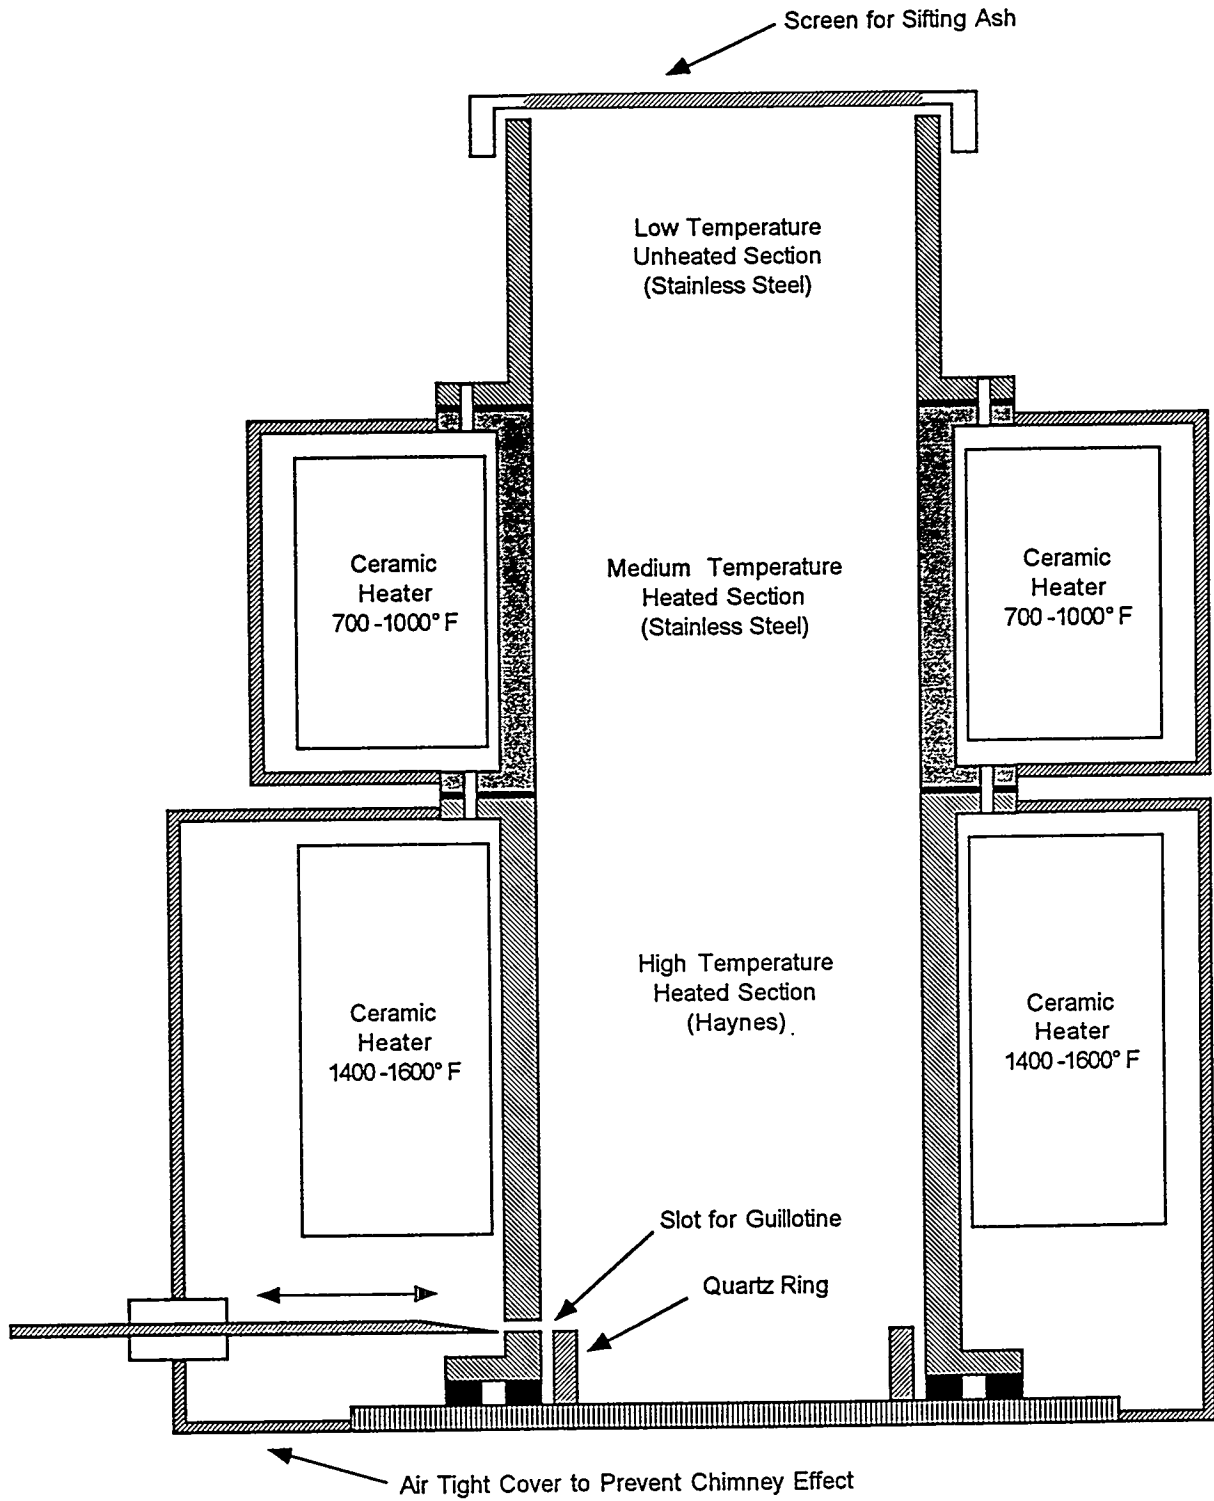 Screen for Sifting Ash
Low Temperature
Unheated Section
(Stainless Steel)
Ceramic
Heater
700-1000° F
Medium Temperature
Heated Section
(Stainless Steel)
Ceramic
Heater
700-1000° F
High Temperature
Heated Section
(Haynes)
Ceramic
Heater
1400-1600° F
Ceramic
Heater
1400-1600° F
Slot for Guillotine
Quartz Ring
Air Tight Cover to Prevent Chimney Effect